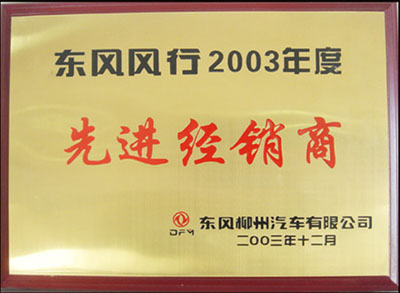 东风风行2003年度
先进经销商
DFM
东风柳州汽车有限公司
二〇〇三年十二月